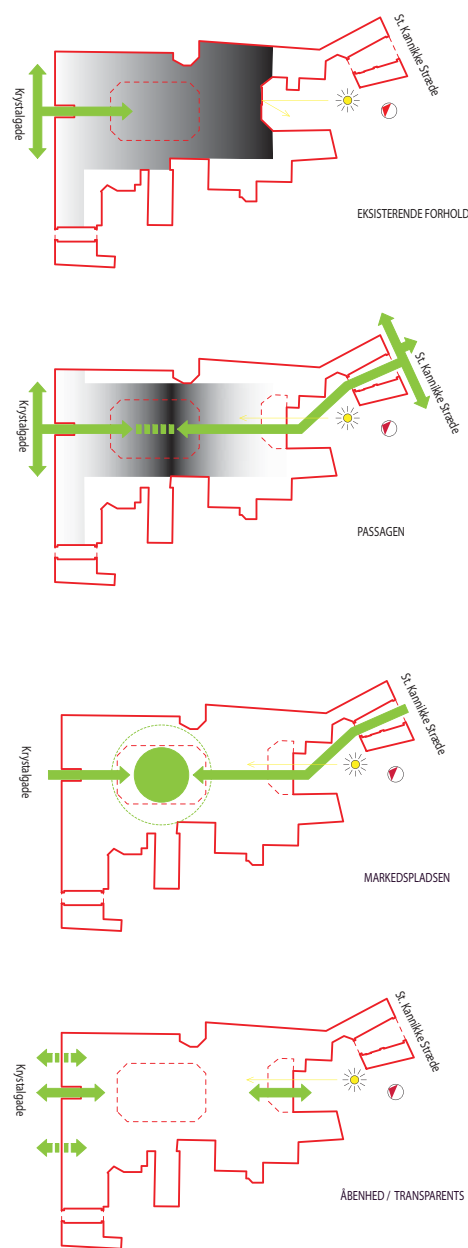 St. Kannikke Stræde
Krystalgade
EKSISTERENDE FORHOLD
St. Kannikke Stræde
Krystalgade
PASSAGEN
St. Kannikke Stræde
Krystalgade
MARKEDSPLADSEN
St. Kannikke Stræde
Krystalgade
ÅBENHED / TRANSPARENTS